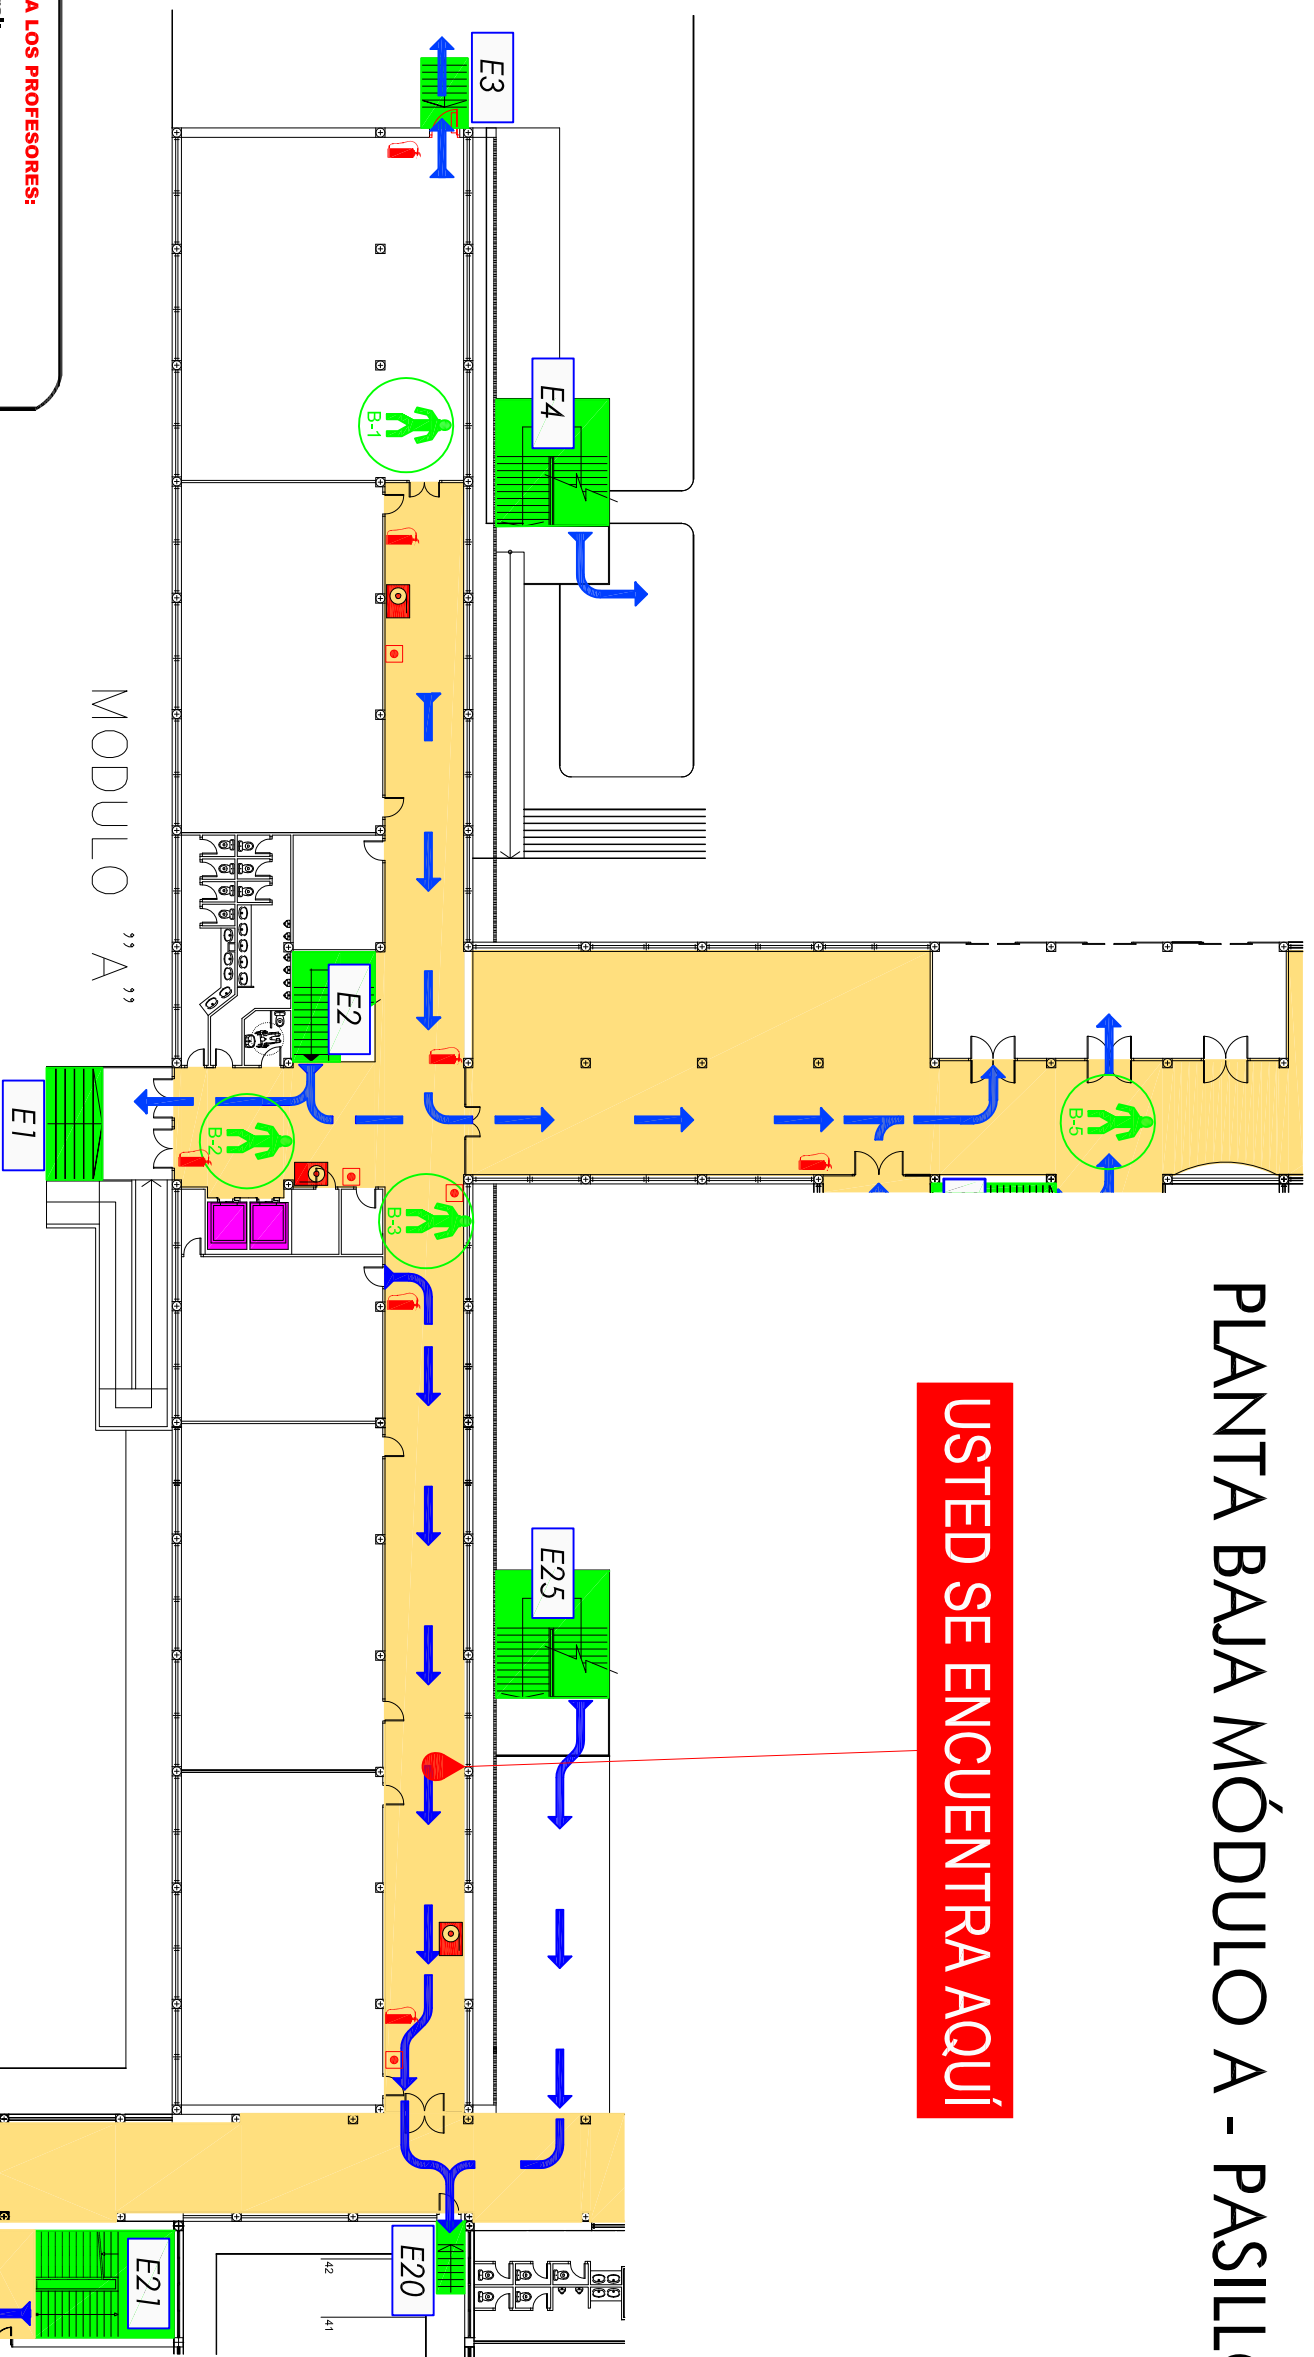 PLANTA BAJA MÓDULO A - PASILLO
USTED SE ENCUENTRA AQUÍ
E3
E4
E25
B-5
B-1
E2
B-2
B-3
E1
E20
E21
42
41
MODULO "A"
A LOS PROFESORES: